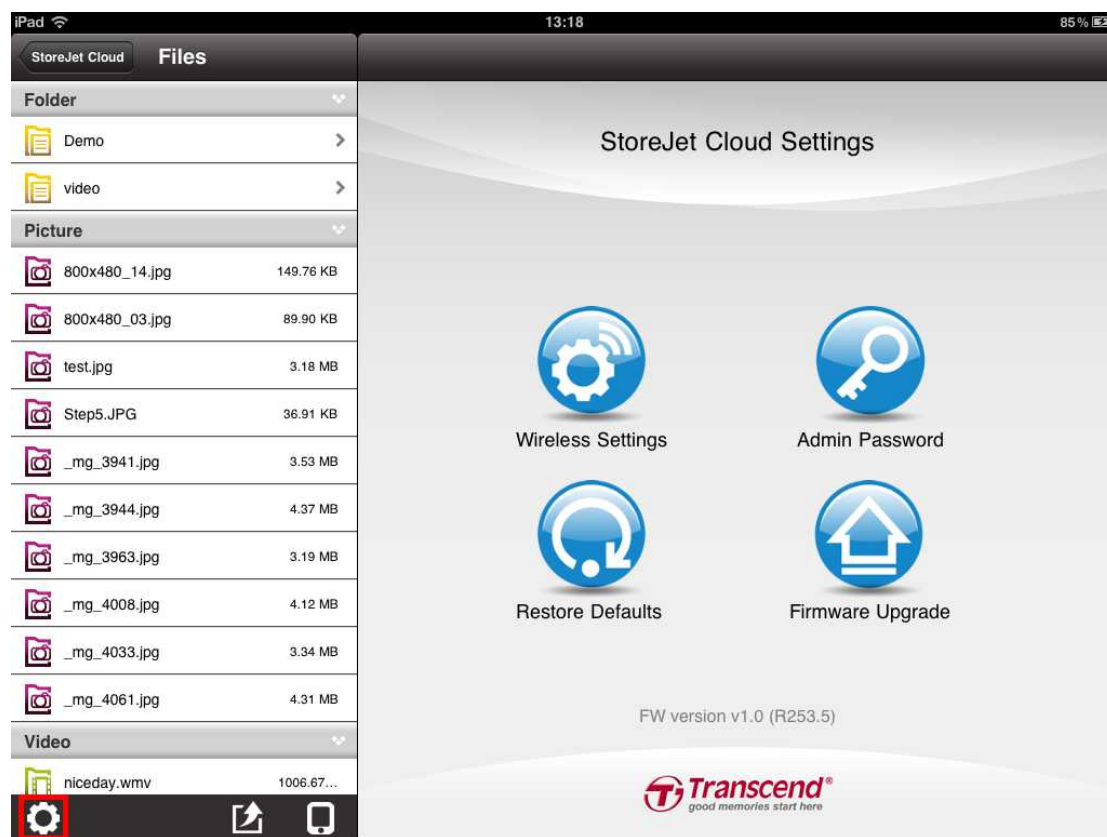 iPad 13:18 85%
StoreJet Cloud Files
Folder
Demo
video
Picture
800x480_14.jpg 149.76 KB
800x480_03.jpg 89.90 KB
test.jpg 3.18 MB
Step5.JPG 36.91 KB
_mg_3941.jpg 3.53 MB
_mg_3944.jpg 4.37 MB
_mg_3963.jpg 3.19 MB
_mg_4008.jpg 4.12 MB
_mg_4033.jpg 3.34 MB
_mg_4061.jpg 4.31 MB
Video
niceday.wmv 1006.67...
StoreJet Cloud Settings
Wireless Settings Admin Password
Restore Defaults Firmware Upgrade
FW version v1.0 (R253.5)
Transcend®
good memories start here